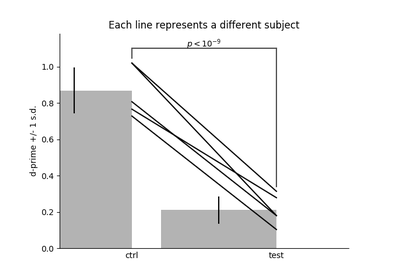 Each line represents a different subject
p < 10⁻⁹
d-prime +/- 1 s.d.
1.0
0.8
0.6
0.4
0.2
0.0
ctrl
test